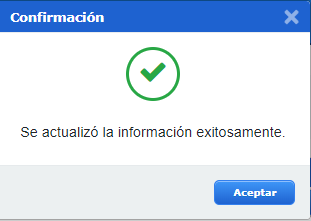 Confirmación
Se actualizó la información exitosamente.
Aceptar